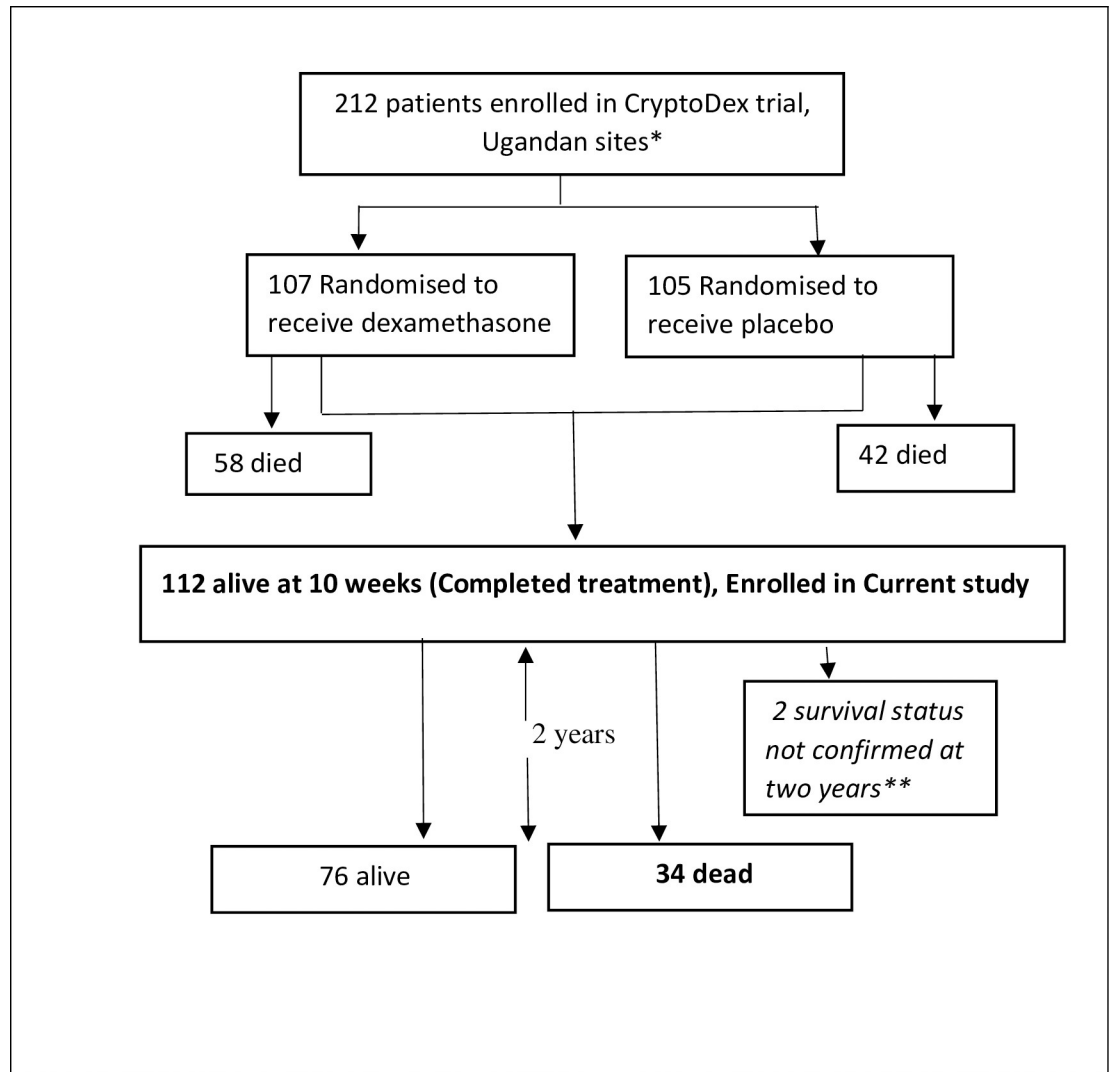 212 patients enrolled in CryptoDex trial,
Ugandan sites*
107 Randomised to
receive dexamethasone
105 Randomised to
receive placebo
58 died
42 died
112 alive at 10 weeks (Completed treatment), Enrolled in Current study
2 survival status
not confirmed at
two years**
2 years
76 alive
34 dead